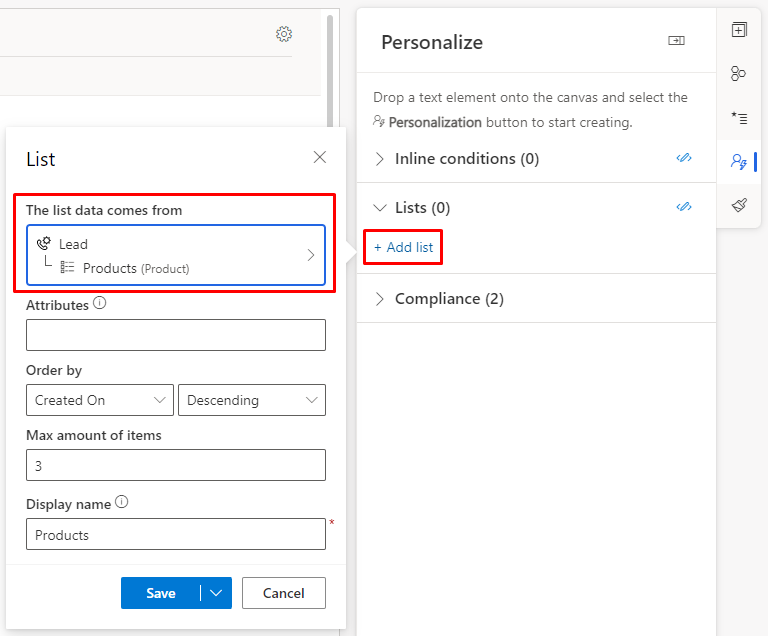 Personalize
Drop a text element onto the canvas and select the
Personalization button to start creating.
Inline conditions (0)
Lists (0)
+ Add list
Compliance (2)
List
The list data comes from
Lead
Products (Product)
Attributes
Order by
Created On
Descending
Max amount of items
3
Display name
Products
*
Save
Cancel